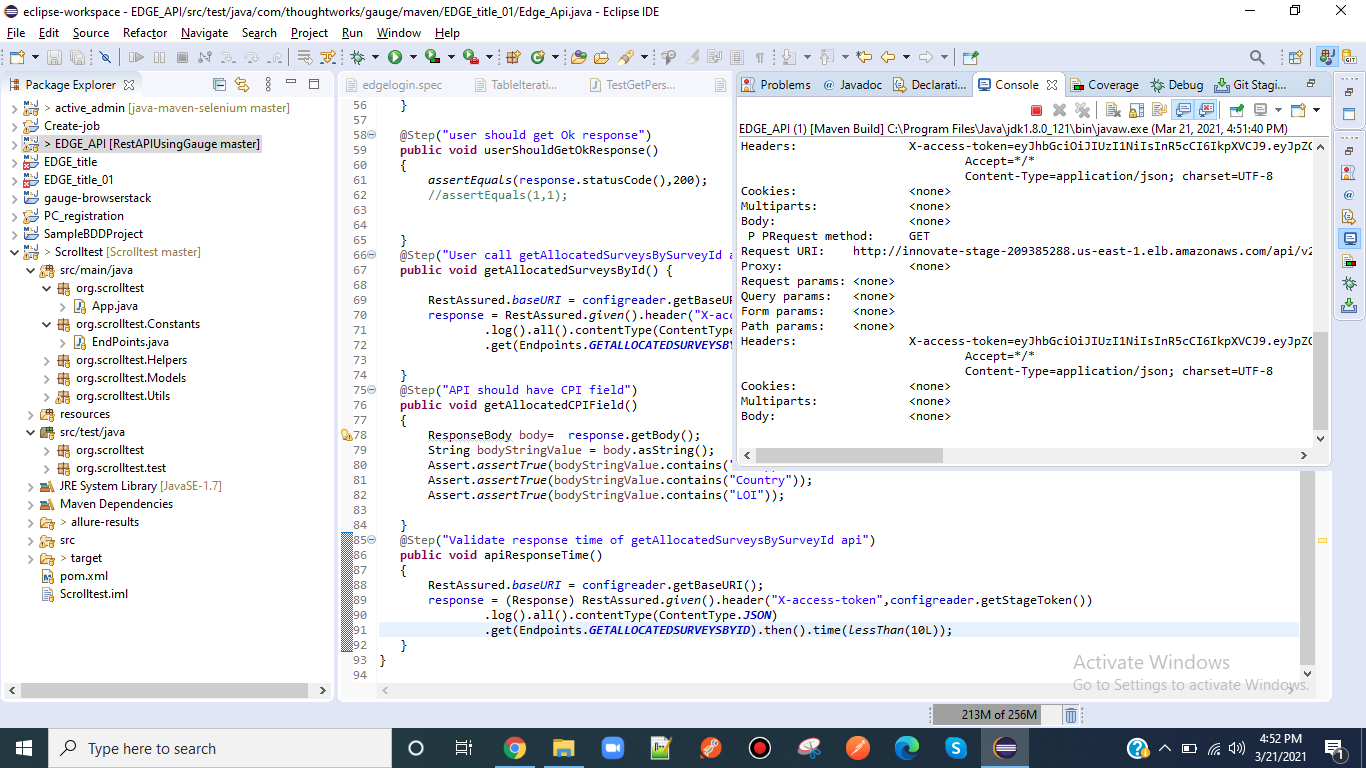 eclipse-workspace - EDGE_API/src/test/java/com/thoughtworks/gauge/maven/EDGE_title_01/Edge_Api.java - Eclipse IDE
File Edit Source Refactor Navigate Search Project Run Window Help
Package Explorer
> active_admin [java-maven-selenium master]
Create-job
> EDGE_API [RestAPIUsingGauge master]
EDGE_title
EDGE_title_01
gauge-browserstack
PC_registration
SampleBDDProject
> Scrolltest [Scrolltest master]
src/main/java
org.scrolltest
App.java
org.scrolltest.Constants
EndPoints.java
org.scrolltest.Helpers
org.scrolltest.Models
org.scrolltest.Utils
resources
src/test/java
org.scrolltest
org.scrolltest.test
JRE System Library [JavaSE-1.7]
Maven Dependencies
> allure-results
src
> target
pom.xml
Scrolltest.iml
edgelogin.spec TableIterati... TestGetPers...
56 }
57
58 @Step("user should get Ok response")
59 public void userShouldGetOkResponse()
60 {
61 assertEquals(response.statusCode(),200);
62 //assertEquals(1,1);
63
64
65 }
66 @Step("User call getAllocatedSurveysBySurveyId a
67 public void getAllocatedSurveysById() {
68
69 RestAssured.baseURI = configreader.getBaseUR
70 response = RestAssured.given().header("X-acc
71 .log().all().contentType(ContentType
72 .get(Endpoints.GETALLOCATEDSURVEYSBY
73
74 }
75 @Step("API should have CPI field")
76 public void getAllocatedCPIField()
77 {
78 ResponseBody body= response.getBody();
79 String bodyStringValue = body.asString();
80 Assert.assertTrue(bodyStringValue.contains("
81 Assert.assertTrue(bodyStringValue.contains("Country"));
82 Assert.assertTrue(bodyStringValue.contains("LOI"));
83
84 }
85 @Step("Validate response time of getAllocatedSurveysBySurveyId api")
86 public void apiResponseTime()
87 {
88 RestAssured.baseURI = configreader.getBaseURI();
89 response = (Response) RestAssured.given().header("X-access-token",configreader.getStageToken())
90 .log().all().contentType(ContentType.JSON)
91 .get(Endpoints.GETALLOCATEDSURVEYSBYID).then().time(lessThan(10L));
92 }
93 }
94
Problems @ Javadoc Declarati... Console Coverage Debug Git Stagi...
EDGE_API (1) [Maven Build] C:\Program Files\Java\jdk1.8.0_121\bin\javaw.exe (Mar 21, 2021, 4:51:40 PM)
Headers: X-access-token=eyJhbGciOiJIUzI1NiIsInR5cCI6IkpXVCJ9.eyJpZC
Accept=*/*
Content-Type=application/json; charset=UTF-8
Cookies: <none>
Multiparts: <none>
Body: <none>
P PRequest method: GET
Request URI: http://innovate-stage-209385288.us-east-1.elb.amazonaws.com/api/v2
Proxy: <none>
Request params: <none>
Query params: <none>
Form params: <none>
Path params: <none>
Headers: X-access-token=eyJhbGciOiJIUzI1NiIsInR5cCI6IkpXVCJ9.eyJpZC
Accept=*/*
Content-Type=application/json; charset=UTF-8
Cookies: <none>
Multiparts: <none>
Body: <none>
Activate Windows
Go to Settings to activate Windows.
213M of 256M
Type here to search
4:52 PM
3/21/2021
1